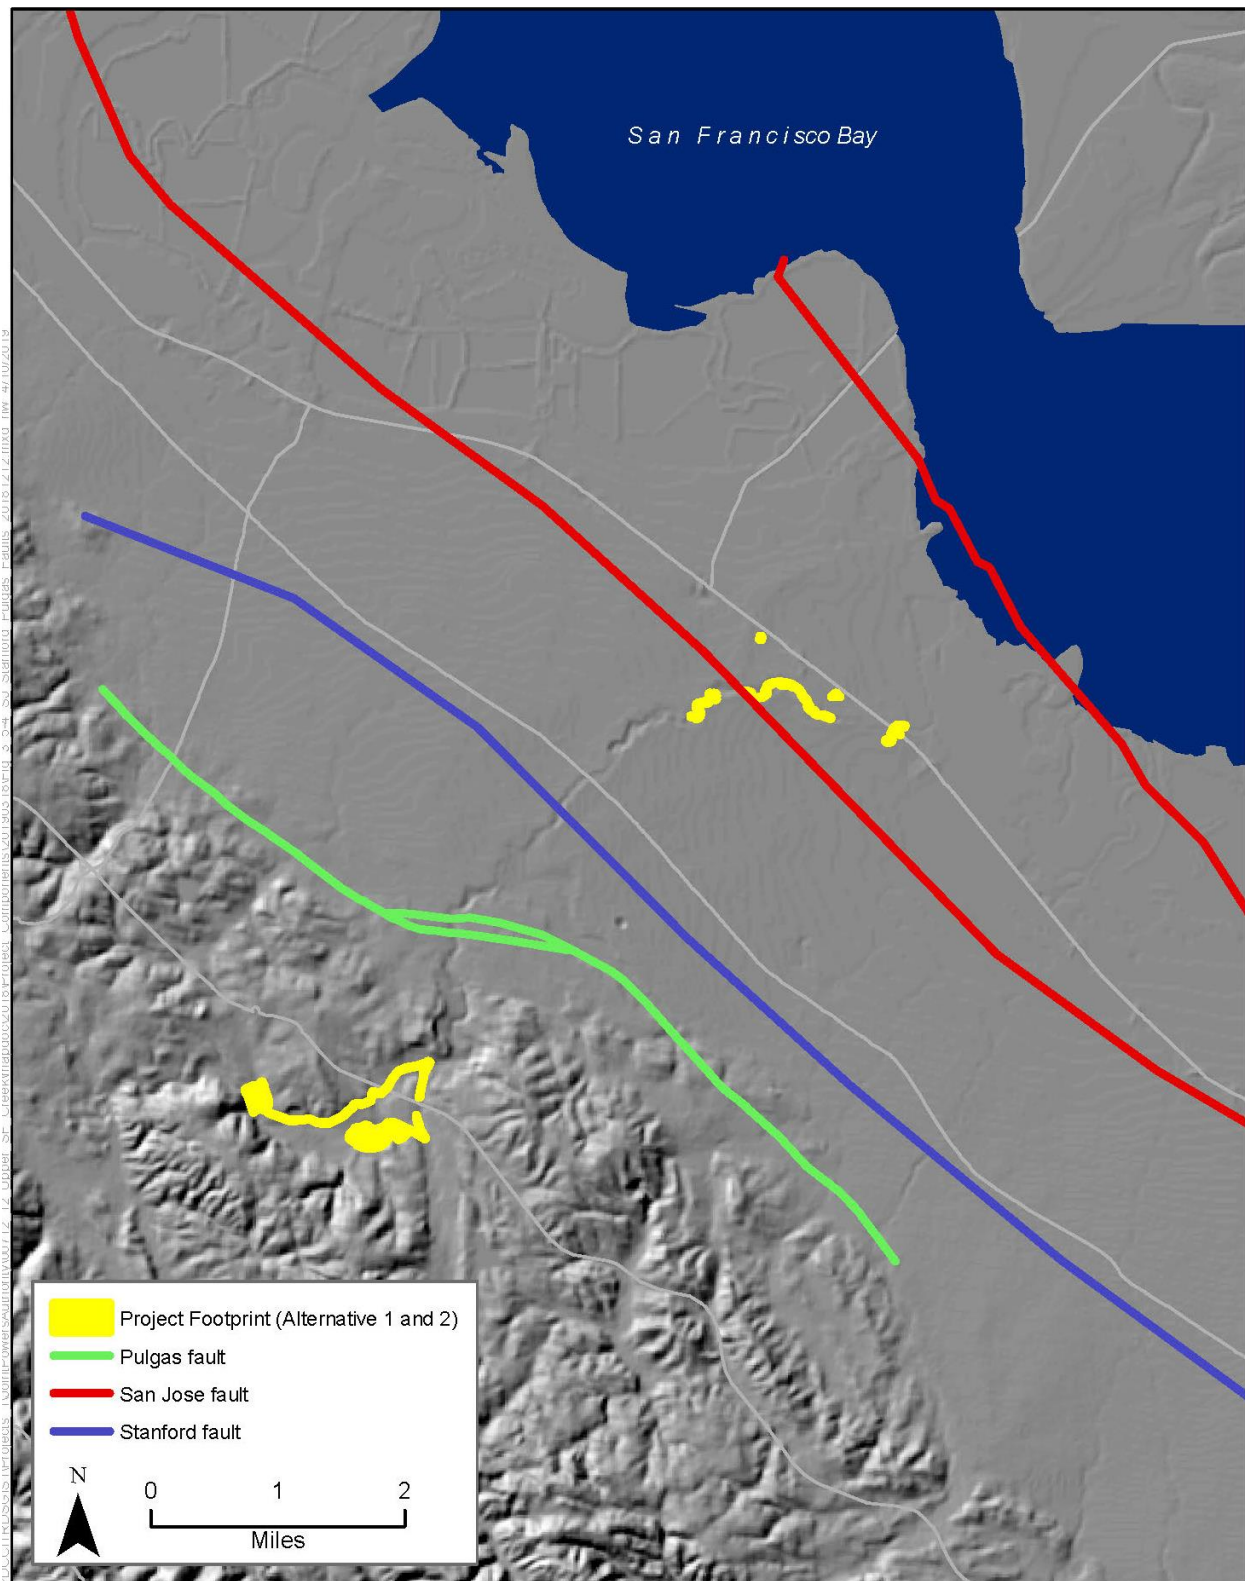 San Francisco Bay
Project Footprint (Alternative 1 and 2)
Pulgas fault
San Jose fault
Stanford fault
N
0 1 2
Miles